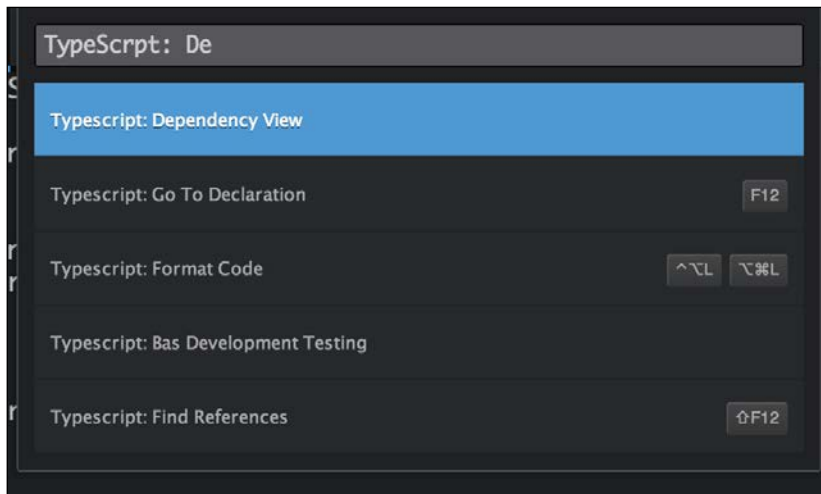 TypeScrpt: De
Typescript: Dependency View
Typescript: Go To Declaration F12
Typescript: Format Code ^⌥L ⌥⌘L
Typescript: Bas Development Testing
Typescript: Find References ⇧F12